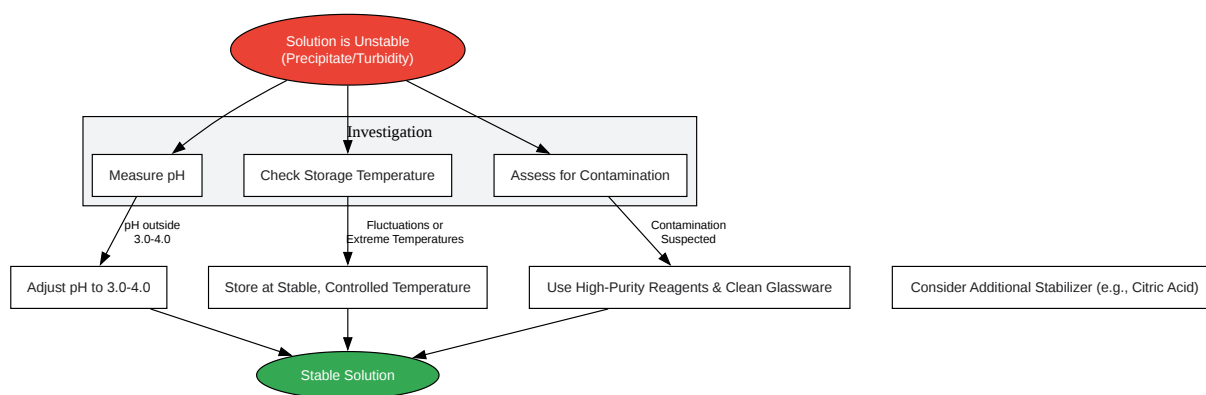 Solution is Unstable
(Precipitate/Turbidity)
Investigation
Measure pH
Check Storage Temperature
Assess for Contamination
pH outside
3.0-4.0
Fluctuations or
Extreme Temperatures
Contamination
Suspected
Adjust pH to 3.0-4.0
Store at Stable, Controlled Temperature
Use High-Purity Reagents & Clean Glassware
Consider Additional Stabilizer (e.g., Citric Acid)
Stable Solution